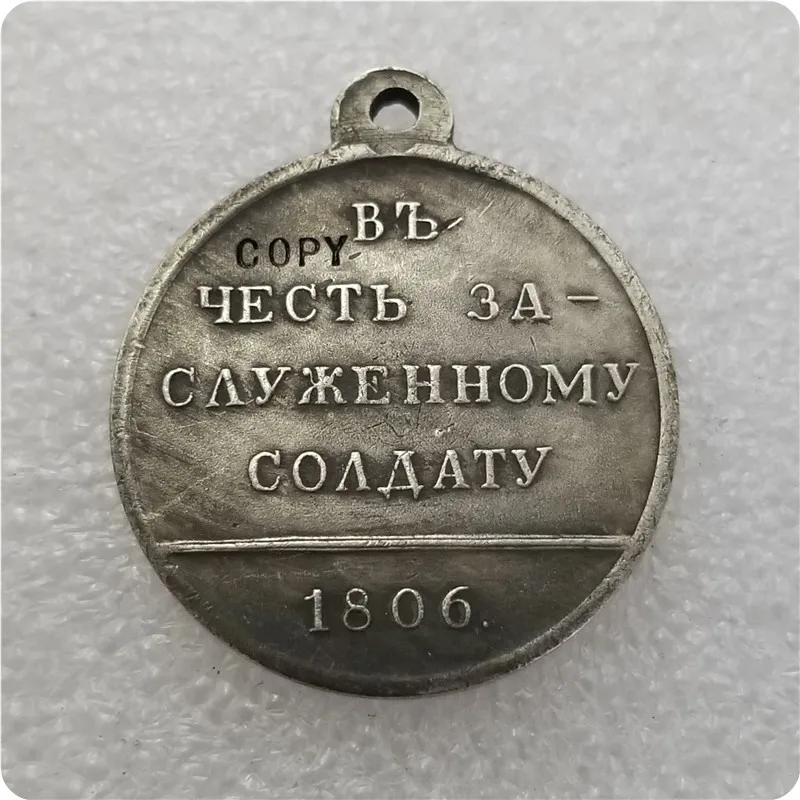 ВЪ
COPY
ЧЕСТЬ ЗА-
СЛУЖЕННОМУ
СОЛДАТУ
1806.